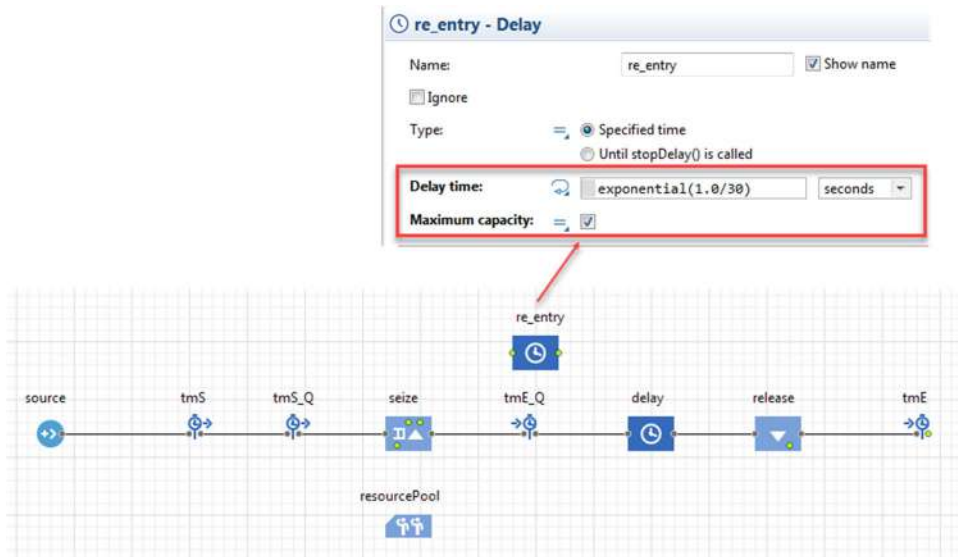 re_entry - Delay
Name: re_entry Show name
Ignore
Type: Specified time
Until stopDelay() is called
Delay time: exponential(1.0/30) seconds
Maximum capacity:
re_entry
source tmS tmS_Q seize tmE_Q delay release tmE
resourcePool